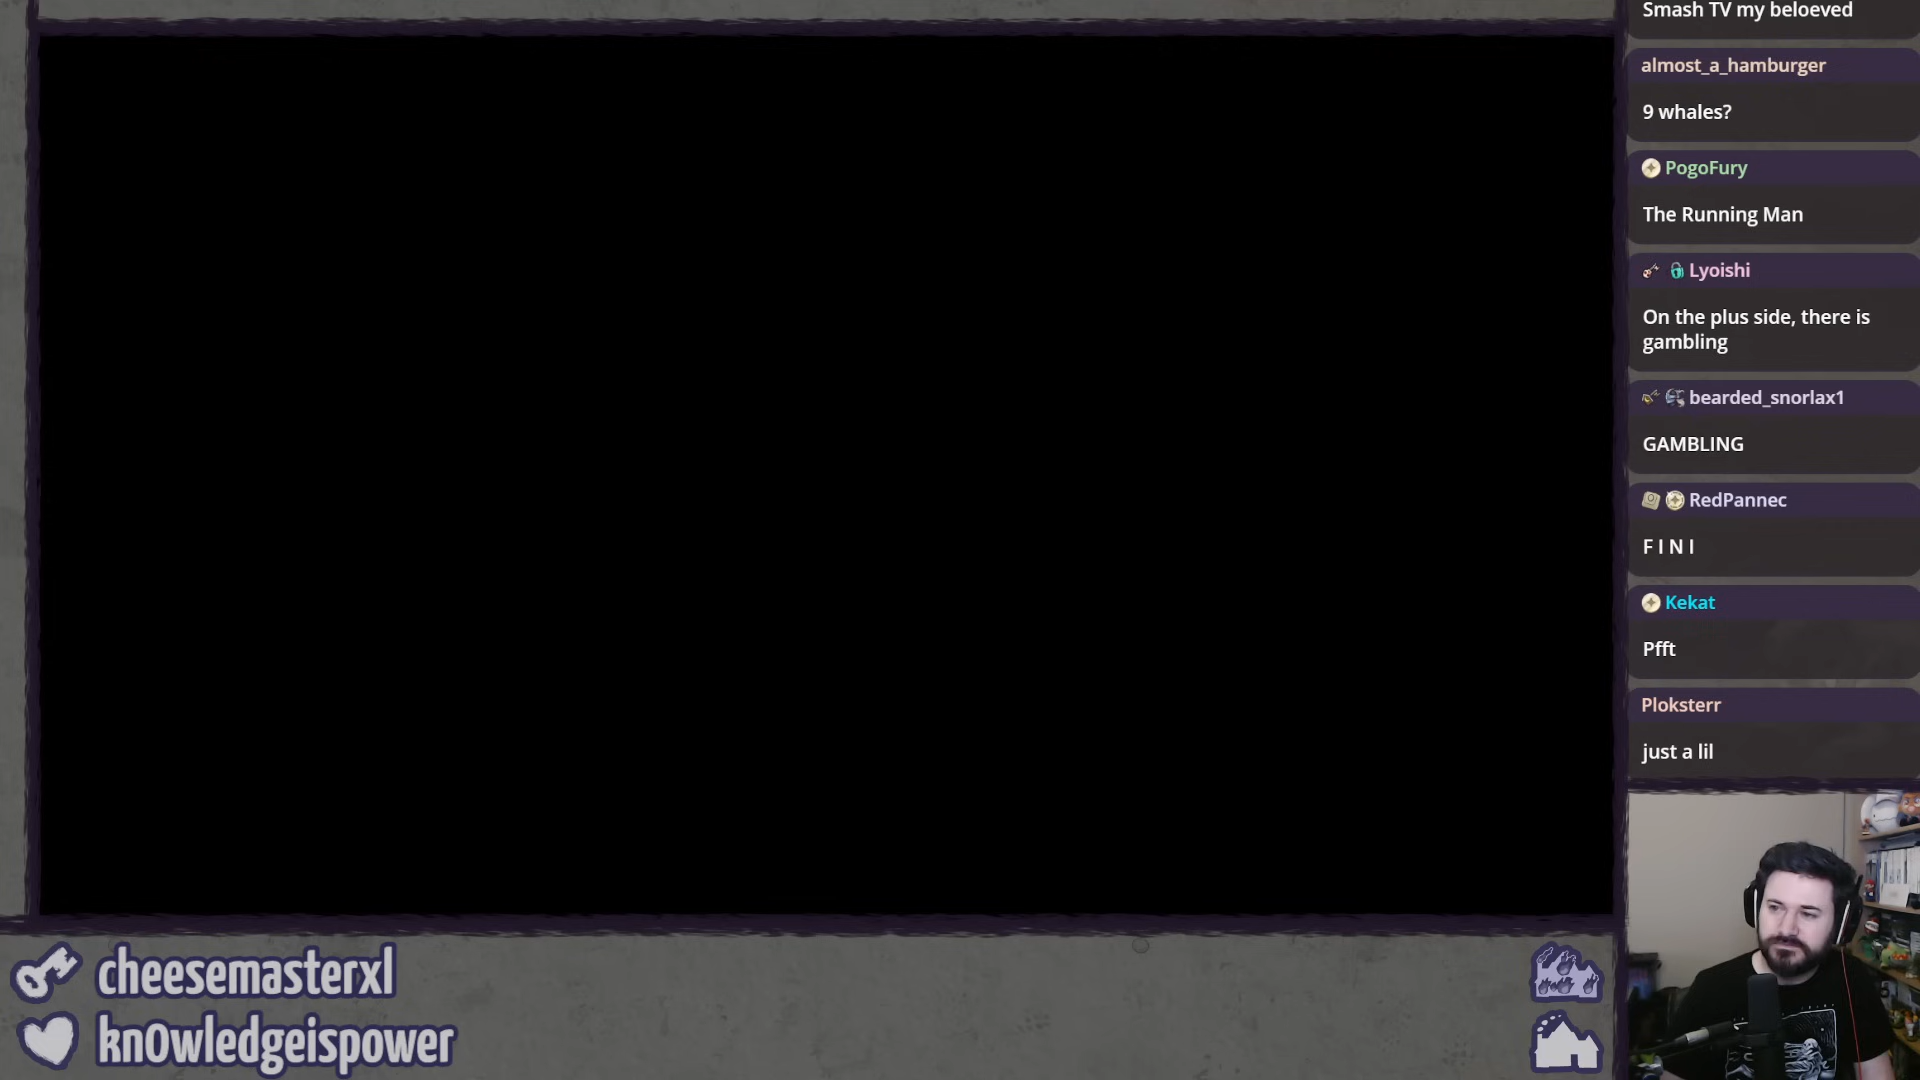 Smash TV my beloeved
almost_a_hamburger
9 whales?
PogoFury
The Running Man
Lyoishi
On the plus side, there is
gambling
bearded_snorlax1
GAMBLING
RedPannec
F I N I
Kekat
Pfft
Ploksterr
just a lil
cheesemasterxl
kn0wledgeispower